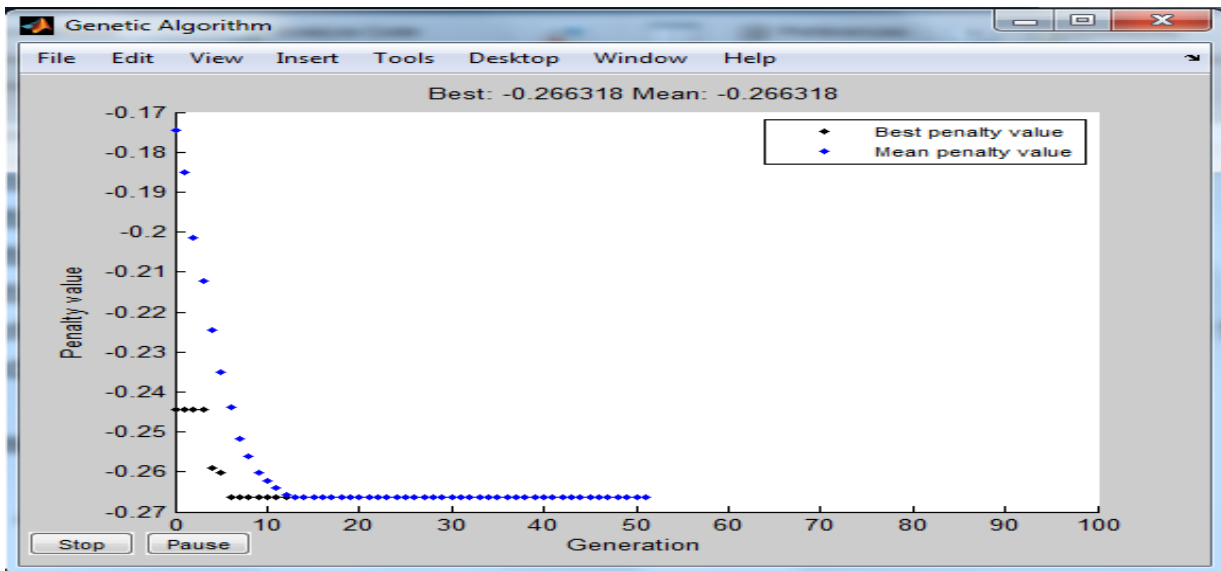 Genetic Algorithm
File Edit View Insert Tools Desktop Window Help
Best: -0.266318 Mean: -0.266318
Best penalty value
Mean penalty value
Penalty value
-0.17
-0.18
-0.19
-0.2
-0.21
-0.22
-0.23
-0.24
-0.25
-0.26
-0.27
0 10 20 30 40 50 60 70 80 90 100
Generation
Stop Pause